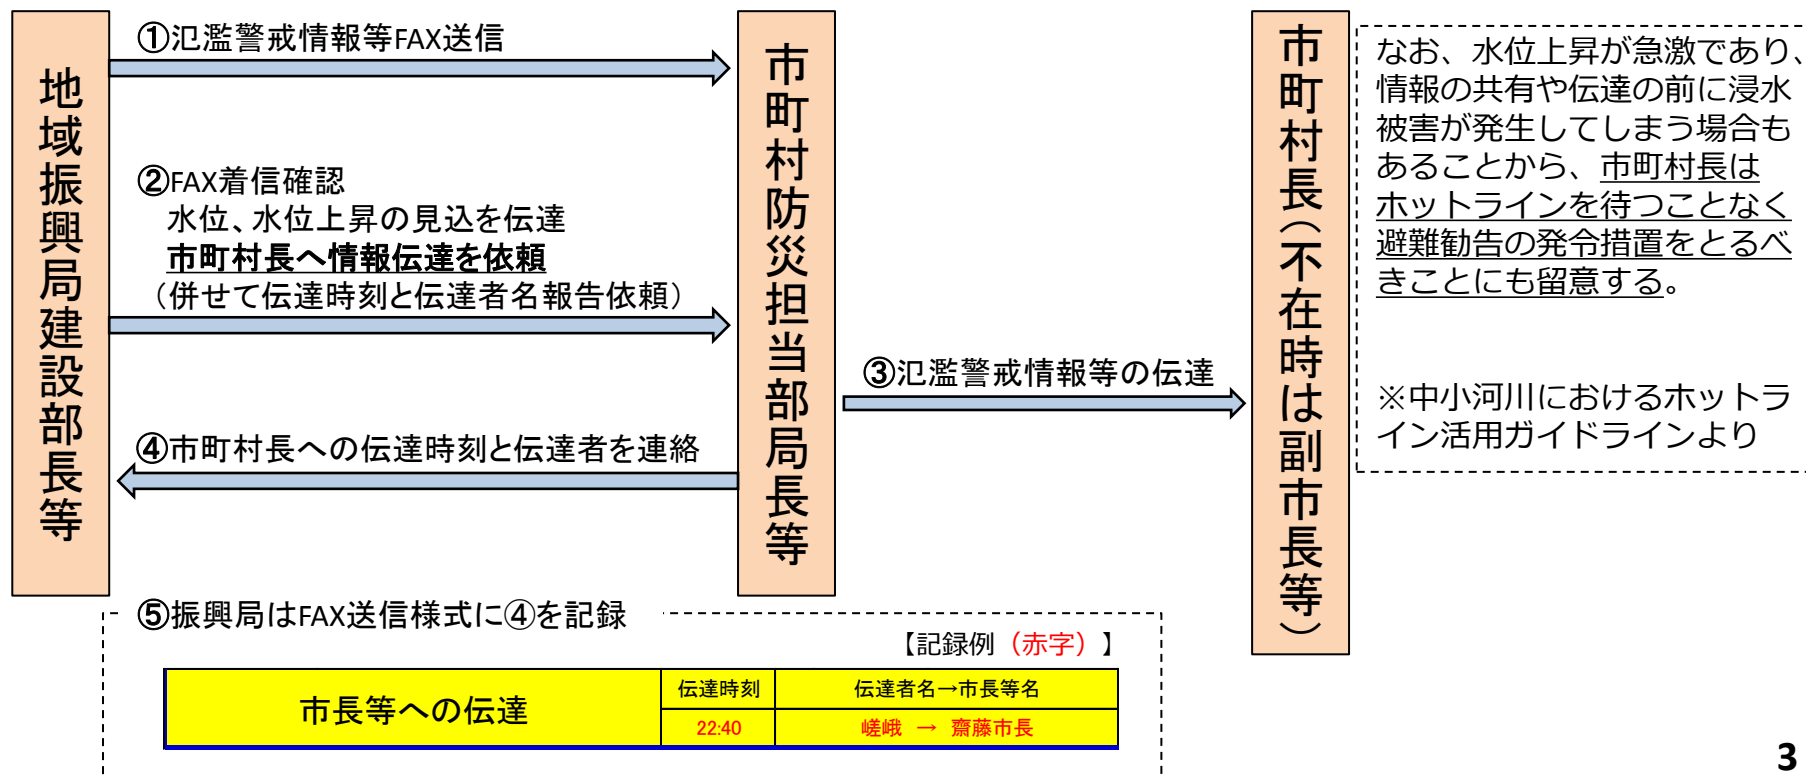 地域振興局建設部長等
①氾濫警戒情報等FAX送信
②FAX着信確認
水位、水位上昇の見込を伝達
市町村長へ情報伝達を依頼
（併せて伝達時刻と伝達者名報告依頼）
④市町村長への伝達時刻と伝達者を連絡
市町村防災担当部局長等
③氾濫警戒情報等の伝達
市町村長（不在時は副市長等）
なお、水位上昇が急激であり、
情報の共有や伝達の前に浸水
被害が発生してしまう場合も
あることから、市町村長は
ホットラインを待つことなく
避難勧告の発令措置をとるべ
きことにも留意する。
※中小河川におけるホットラ
イン活用ガイドラインより
⑤振興局はFAX送信様式に④を記録
【記録例（赤字）】
市長等への伝達
伝達時刻
伝達者名→市長等名
22:40
嵯峨 → 齋藤市長
3